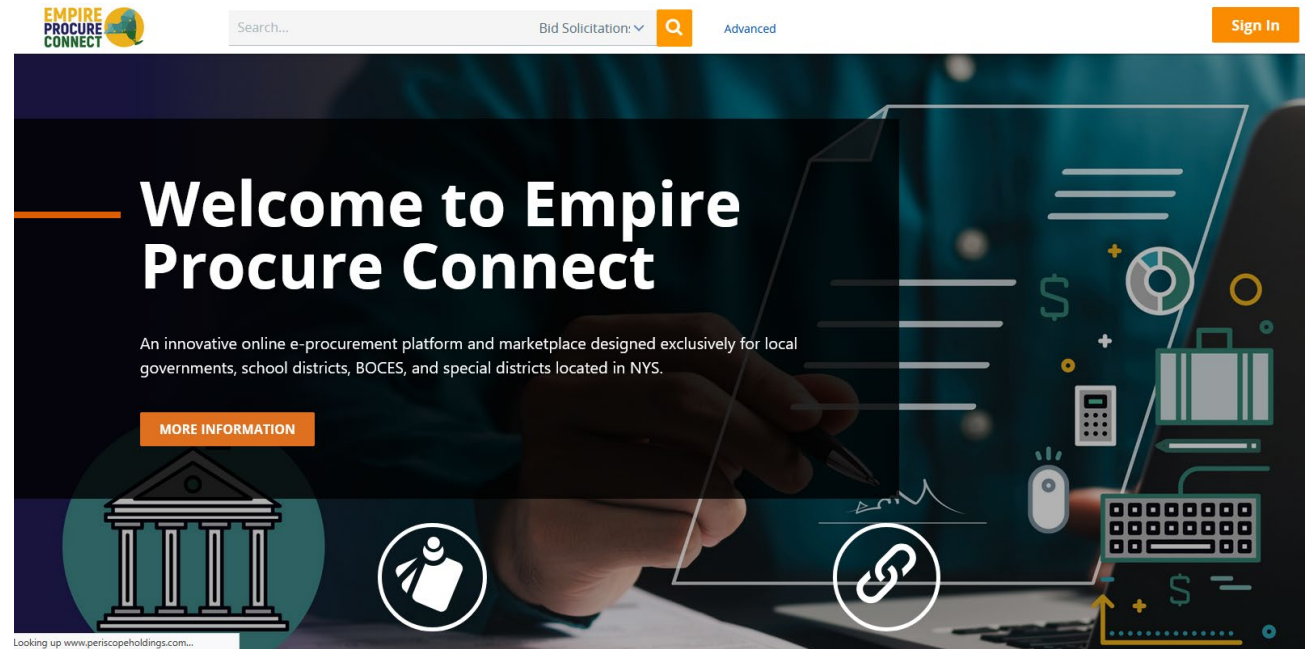 EMPIRE
PROCURE
CONNECT
Search...
Bid Solicitation:
Advanced
Sign In
Welcome to Empire
Procure Connect
An innovative online e-procurement platform and marketplace designed exclusively for local
governments, school districts, BOCES, and special districts located in NYS.
MORE INFORMATION
$
$
Looking up www.periscopeholdings.com...